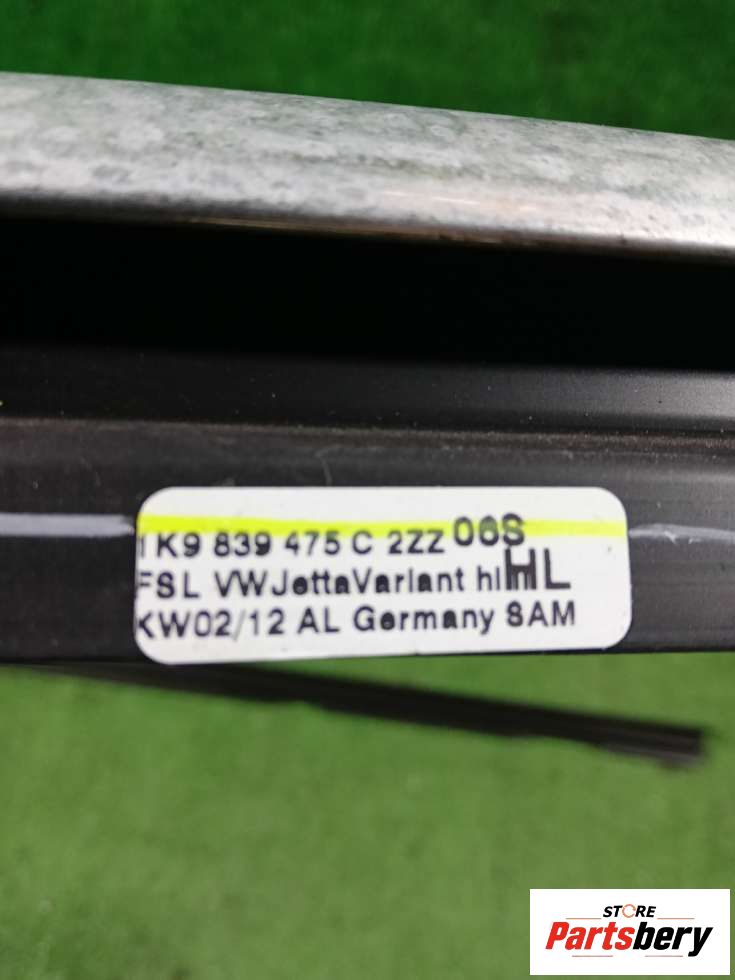 1K9 839 475 C 2ZZ 06S
FSL VWJettaVariant hl HL
KW02/12 AL Germany SAM
STORE
Partsbery